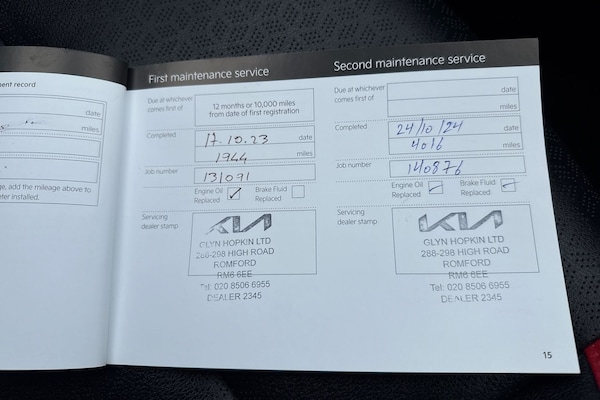 ent record
date
miles
e, add the mileage above to
fer installed.
First maintenance service
Due at whichever
comes first of
12 months or 10,000 miles
from date of first registration
Completed
17.10.23 date
1944 miles
Job number
131091
Engine Oil
Replaced
Brake Fluid
Replaced
Servicing
dealer stamp
KIA
GLYN HOPKIN LTD
288-298 HIGH ROAD
ROMFORD
RM6 6EE
Tel: 020 8506 6955
DEALER 2345
Second maintenance service
Due at whichever
comes first of
date
miles
Completed
24/10/24 date
4016 miles
Job number
140876
Engine Oil
Replaced
Brake Fluid
Replaced
Servicing
dealer stamp
KIA
GLYN HOPKIN LTD
288-298 HIGH ROAD
ROMFORD
RM6 6EE
Tel: 020 8506 6955
DEALER 2345
15